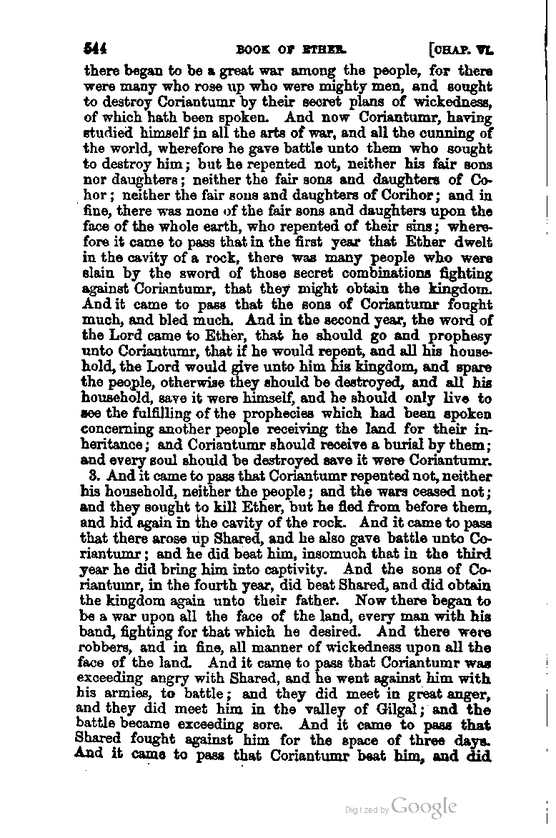 544 BOOK OF ETHER. [CHAP. VI.
there began to be a great war among the people, for there
were many who rose up who were mighty men, and sought
to destroy Coriantumr by their secret plans of wickedness,
of which hath been spoken. And now Coriantumr, having
studied himself in all the arts of war, and all the cunning of
the world, wherefore he gave battle unto them who sought
to destroy him; but he repented not, neither his fair sons
nor daughters; neither the fair sons and daughters of Co-
hor; neither the fair sons and daughters of Corihor; and in
fine, there was none of the fair sons and daughters upon the
face of the whole earth, who repented of their sins; where-
fore it came to pass that in the first year that Ether dwelt
in the cavity of a rock, there was many people who were
slain by the sword of those secret combinations fighting
against Coriantumr, that they might obtain the kingdom.
And it came to pass that the sons of Coriantumr fought
much, and bled much. And in the second year, the word of
the Lord came to Ether, that he should go and prophesy
unto Coriantumr, that if he would repent, and all his house-
hold, the Lord would give unto him his kingdom, and spare
the people, otherwise they should be destroyed, and all his
household, save it were himself, and he should only live to
see the fulfilling of the prophecies which had been spoken
concerning another people receiving the land for their in-
heritance; and Coriantumr should receive a burial by them;
and every soul should be destroyed save it were Coriantumr.
3. And it came to pass that Coriantumr repented not, neither
his household, neither the people; and the wars ceased not;
and they sought to kill Ether, but he fled from before them,
and hid again in the cavity of the rock. And it came to pass
that there arose up Shared, and he also gave battle unto Co-
riantumr; and he did beat him, insomuch that in the third
year he did bring him into captivity. And the sons of Co-
riantumr, in the fourth year, did beat Shared, and did obtain
the kingdom again unto their father. Now there began to
be a war upon all the face of the land, every man with his
band, fighting for that which he desired. And there were
robbers, and in fine, all manner of wickedness upon all the
face of the land. And it came to pass that Coriantumr was
exceeding angry with Shared, and he went against him with
his armies, to battle; and they did meet in great anger,
and they did meet him in the valley of Gilgal; and the
battle became exceeding sore. And it came to pass that
Shared fought against him for the space of three days.
And it came to pass that Coriantumr beat him, and did
Digitized by Google